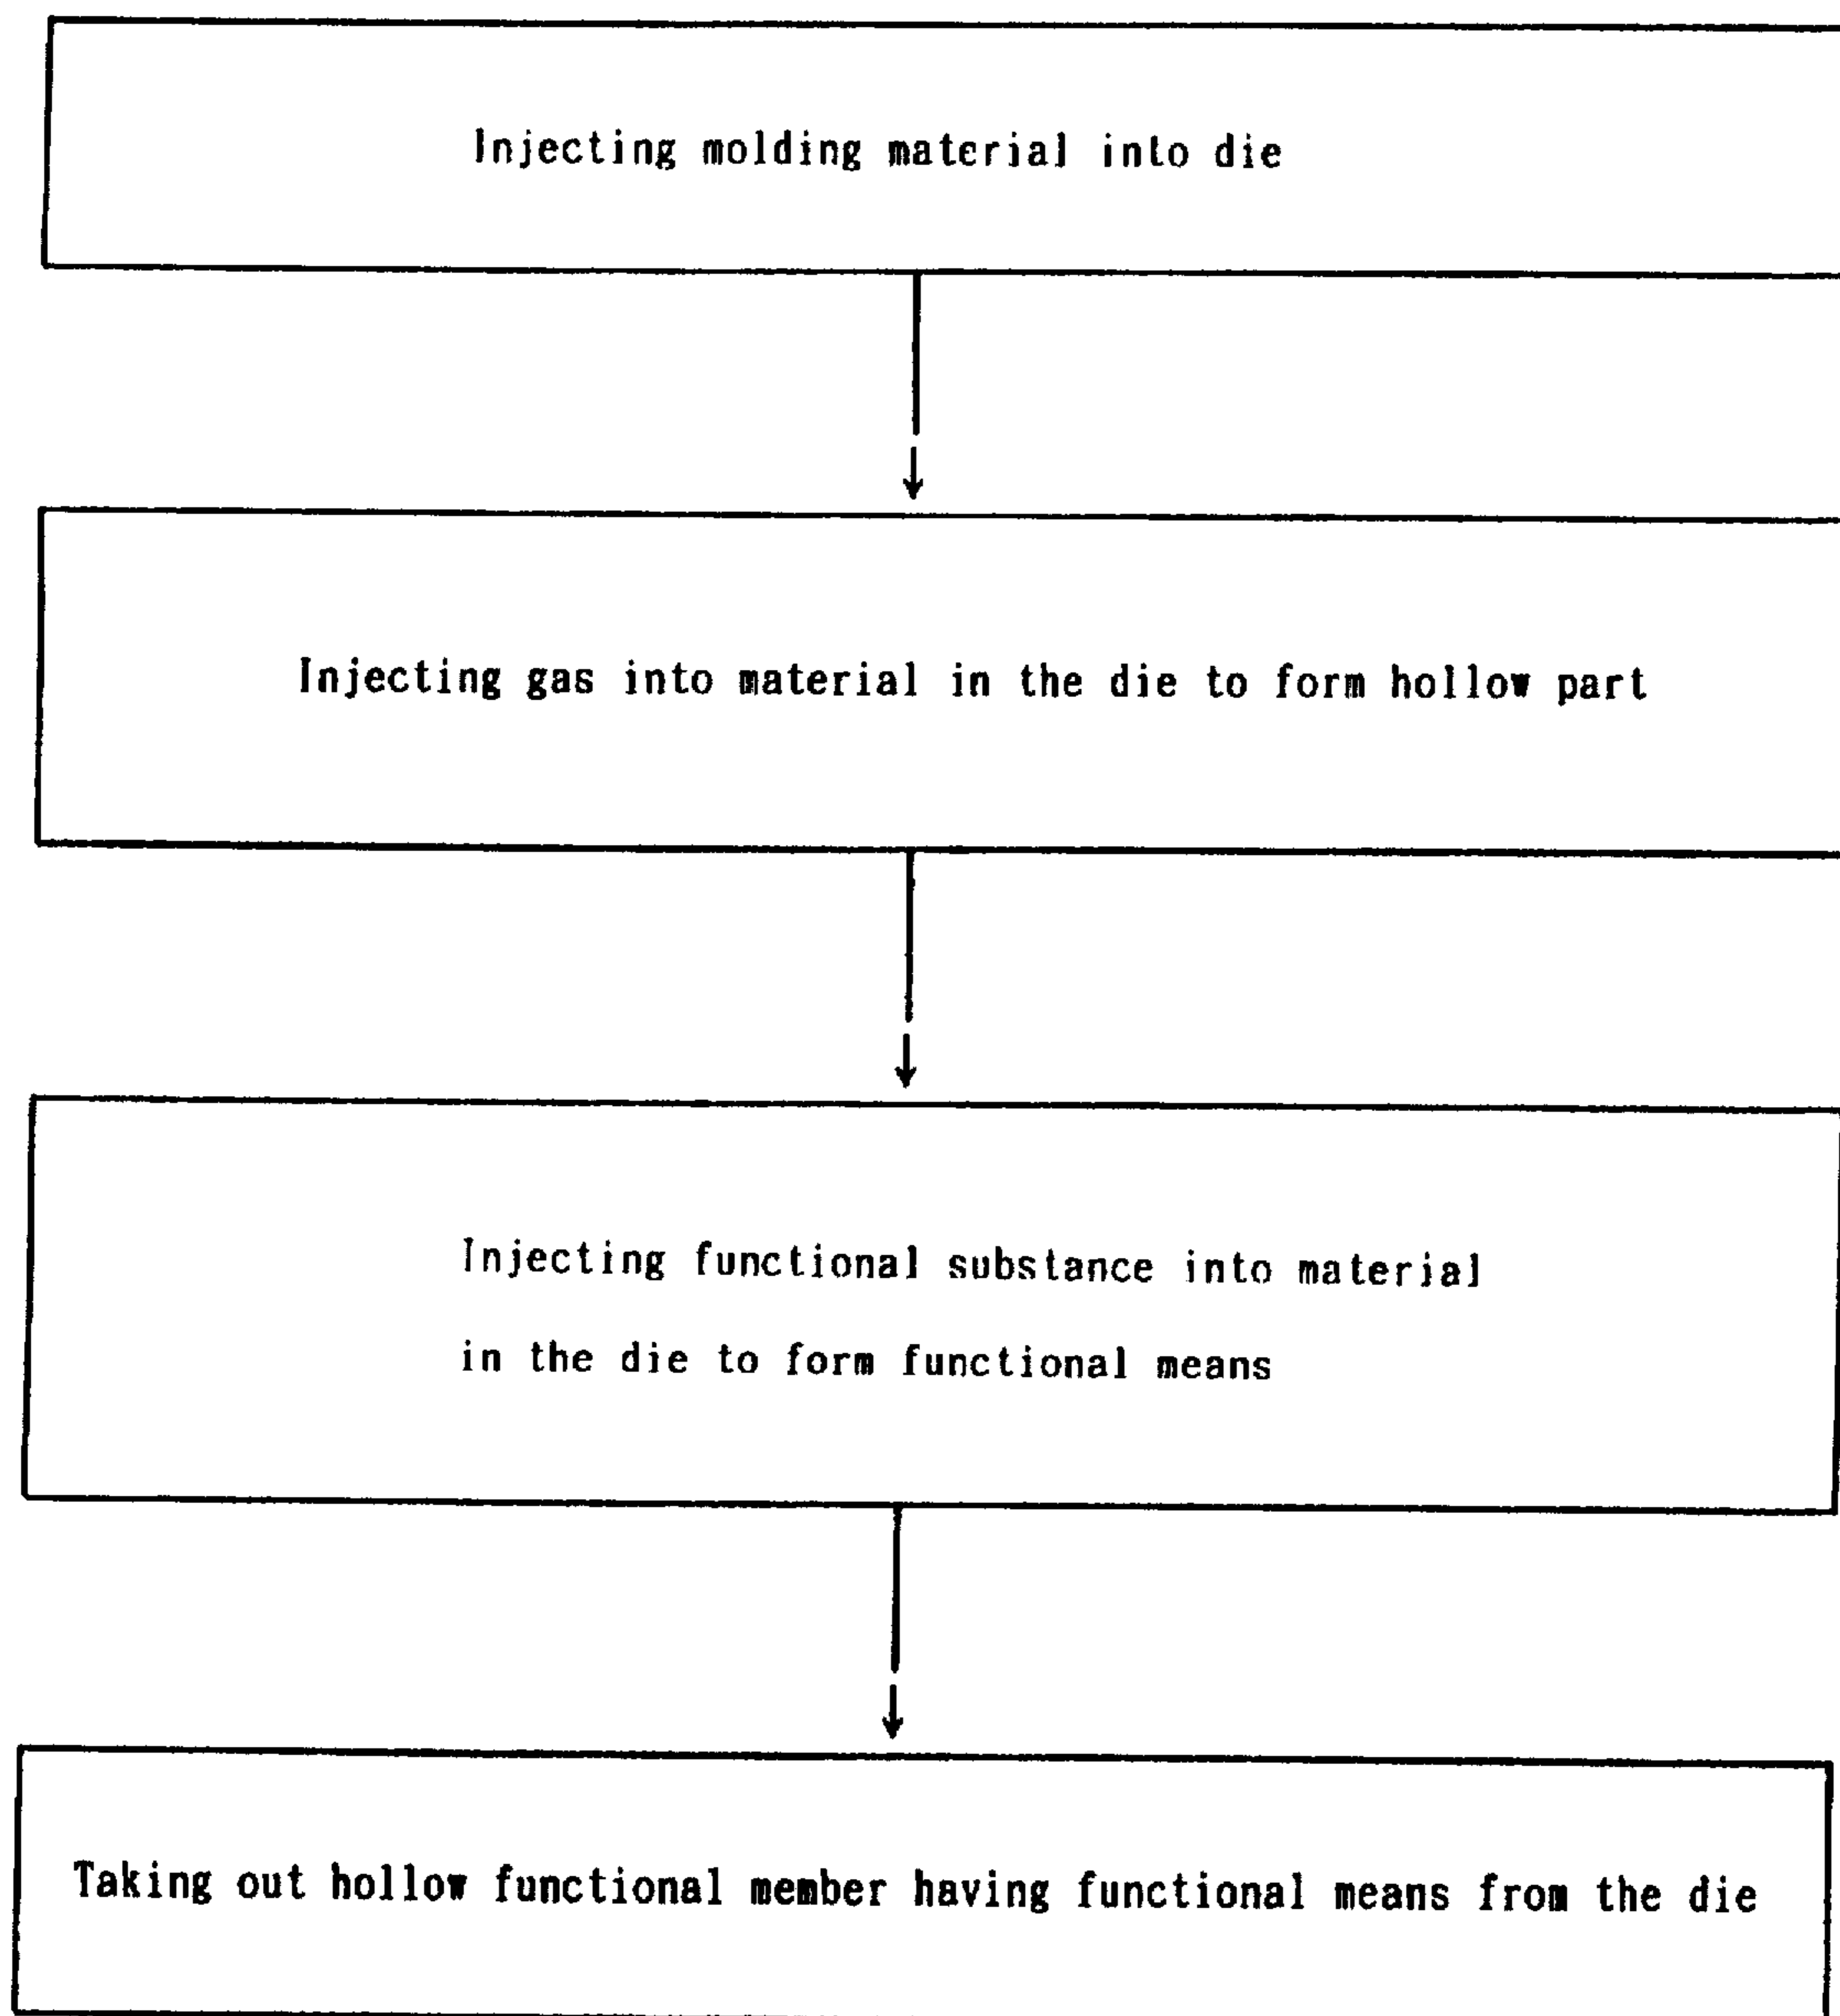 Injecting molding material into die
Injecting gas into material in the die to form hollow part
Injecting functional substance into material
in the die to form functional means
Taking out hollow functional member having functional means from the die